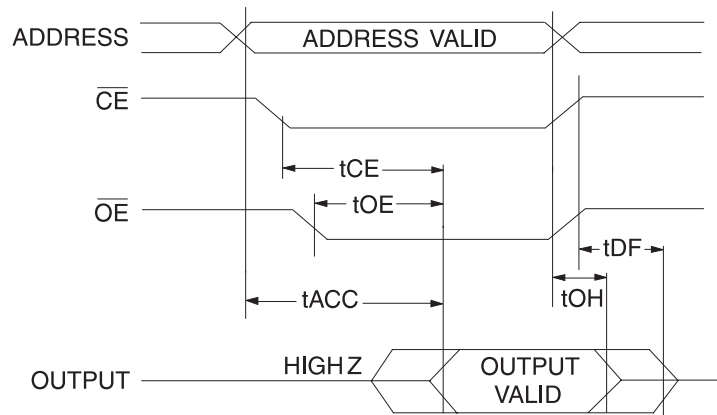 ADDRESS
ADDRESS VALID
CE
tCE
tOE
OE
tDF
tACC
tOH
HIGH Z
OUTPUT
OUTPUT
VALID